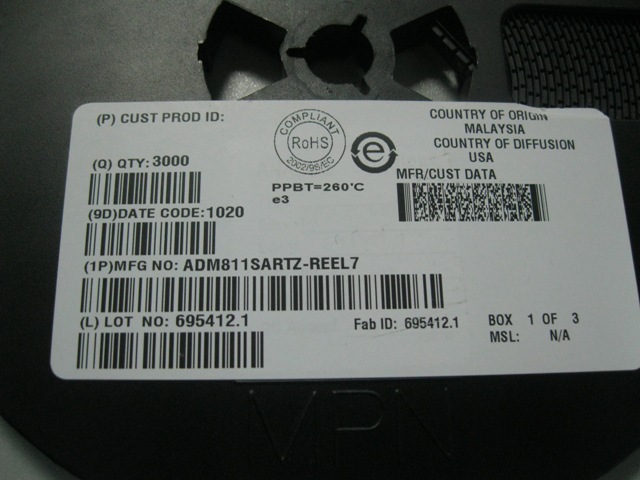 (P) CUST PROD ID:
COMPLIANT
RoHS
2002/95/EC
e
COUNTRY OF ORIGIN
MALAYSIA
COUNTRY OF DIFFUSION
USA
(Q) QTY: 3000
PPBT=260°C
e3
MFR/CUST DATA
(9D)DATE CODE:1020
(1P)MFG NO: ADM811SARTZ-REEL7
(L) LOT NO: 695412.1
Fab ID: 695412.1
BOX 1 OF 3
MSL: N/A
MPN